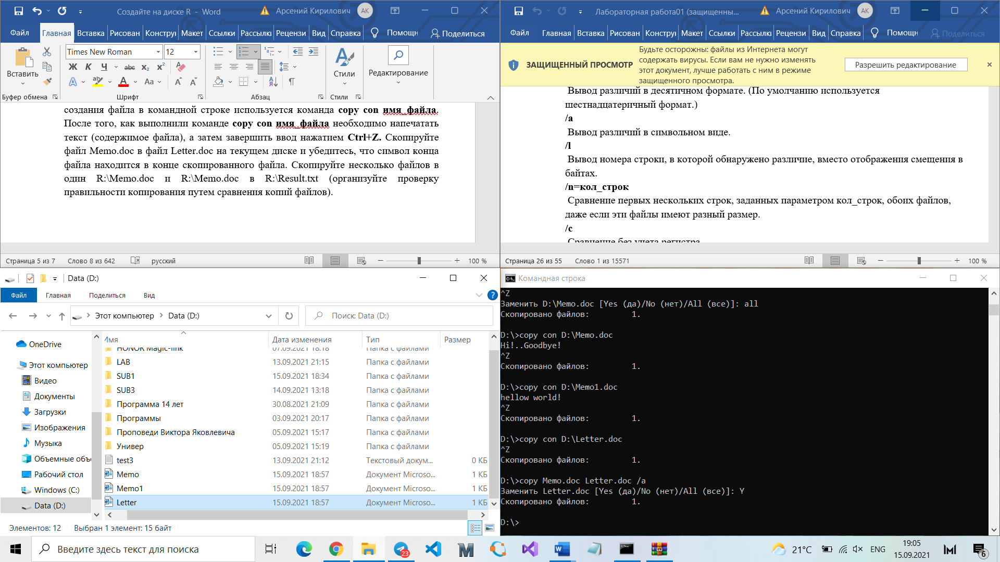 Создайте на диске R - Word
Арсений Кирилович
АК
Файл
Главная
Вставка
Рисован
Констру
Макет
Ссылки
Рассылк
Рецензи
Вид
Справка
Помощн
Поделиться
Вставить
Буфер обмена
Times New Roman
12
Ж К Ч abc x₂ x²
A ab A Aa A A
Шрифт
Абзац
Стили
Стили
Редактирование
создания файла в командной строке используется команда copy con имя_файла.
После того, как выполнили команде copy con имя_файла необходимо напечатать
текст (содержимое файла), а затем завершить ввод нажатием Ctrl+Z. Скопируйте
файл Memo.doc в файл Letter.doc на текущем диске и убедитесь, что символ конца
файла находится в конце скопированного файла. Скопируйте несколько файлов в
один R:\Memo.doc и R:\Memo.doc в R:\Result.txt (организуйте проверку
правильности копирования путем сравнения копий файлов).
Страница 5 из 7
Слово 8 из 642
русский
100 %
Лабораторная работа01 (защищенны...
Арсений Кирилович
АК
Файл
Главная
Вставка
Рисован
Констру
Макет
Ссылки
Рассылк
Рецензи
Вид
Справка
Помощн
Поделиться
ЗАЩИЩЕННЫЙ ПРОСМОТР
Будьте осторожны: файлы из Интернета могут
содержать вирусы. Если вам не нужно изменять
этот документ, лучше работать с ним в режиме
защищенного просмотра.
Разрешить редактирование
Вывод различий в десятичном формате. (По умолчанию используется
шестнадцатеричный формат.)
/a
Вывод различий в символьном виде.
/l
Вывод номера строки, в которой обнаружено различие, вместо отображения смещения в
байтах.
/n=кол_строк
Сравнение первых нескольких строк, заданных параметром кол_строк, обоих файлов,
даже если эти файлы имеют разный размер.
/c
Сравнение без учета регистра
Страница 26 из 55
Слово 1 из 15571
100 %
Data (D:)
Файл
Главная
Поделиться
Вид
Этот компьютер
Data (D:)
Поиск: Data (D:)
OneDrive
Этот компьютер
Видео
Документы
Загрузки
Изображения
Музыка
Объемные объ
Рабочий стол
Windows (C:)
Data (D:)
Имя Дата изменения Тип Размер
HONOR Magic-link 07.09.2021 18:18 Папка с файлами
LAB 13.09.2021 21:15 Папка с файлами
SUB1 15.09.2021 18:34 Папка с файлами
SUB3 14.09.2021 13:18 Папка с файлами
Программа 14 лет 30.08.2021 21:09 Папка с файлами
Программы 03.09.2021 20:17 Папка с файлами
Проповеди Виктора Яковлевича 05.09.2021 15:17 Папка с файлами
Универ 05.09.2021 15:19 Папка с файлами
test3 13.09.2021 21:12 Текстовый докум... 0 КБ
Memo 15.09.2021 18:57 Документ Microso... 1 КБ
Memo1 15.09.2021 18:57 Документ Microso... 1 КБ
Letter 15.09.2021 18:57 Документ Microso... 1 КБ
Элементов: 12
Выбран 1 элемент: 15 байт
Командная строка
^Z
Заменить D:\Memo.doc [Yes (да)/No (нет)/All (все)]: all
Скопировано файлов: 1.
D:\>copy con D:\Memo.doc
Hi!..Goodbye!
^Z
Скопировано файлов: 1.
D:\>copy con D:\Memo1.doc
hellow world!
^Z
Скопировано файлов: 1.
D:\>copy con D:\Letter.doc
^Z
Скопировано файлов: 1.
D:\>copy Memo.doc Letter.doc /a
Заменить Letter.doc [Yes (да)/No (нет)/All (все)]: Y
Скопировано файлов: 1.
D:\>
Введите здесь текст для поиска
23
21°C
ENG
19:05
15.09.2021
6